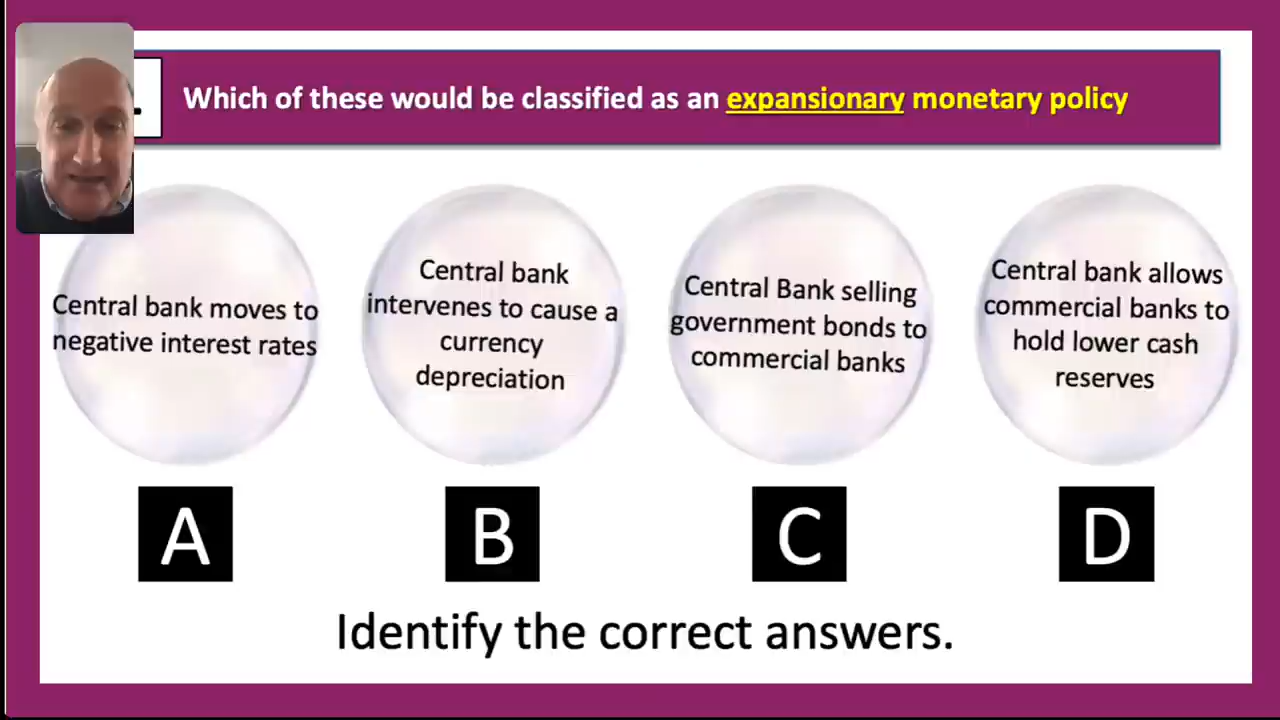 Which of these would be classified as an expansionary monetary policy
Central bank moves to
negative interest rates
Central bank
intervenes to cause a
currency
depreciation
Central Bank selling
government bonds to
commercial banks
Central bank allows
commercial banks to
hold lower cash
reserves
A
B
C
D
Identify the correct answers.